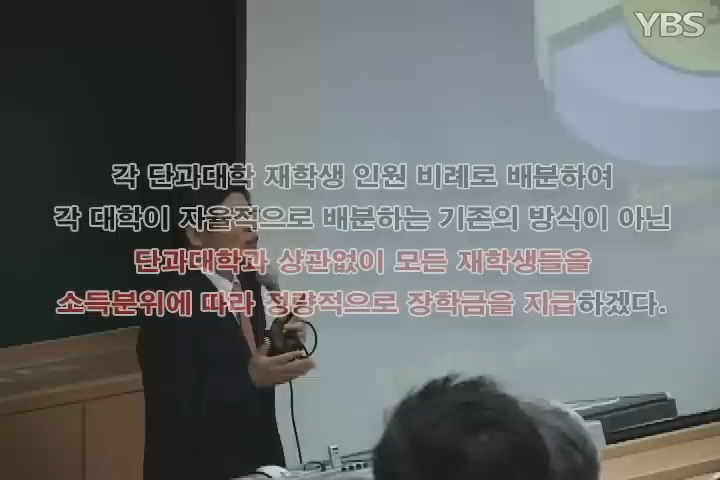 YBS
각 단과대학 재학생 인원 비례로 배분하여
각 대학이 자율적으로 배분하는 기존의 방식이 아닌
단과대학과 상관없이 모든 재학생들을
소득분위에 따라 정량적으로 장학금을 지급하겠다.